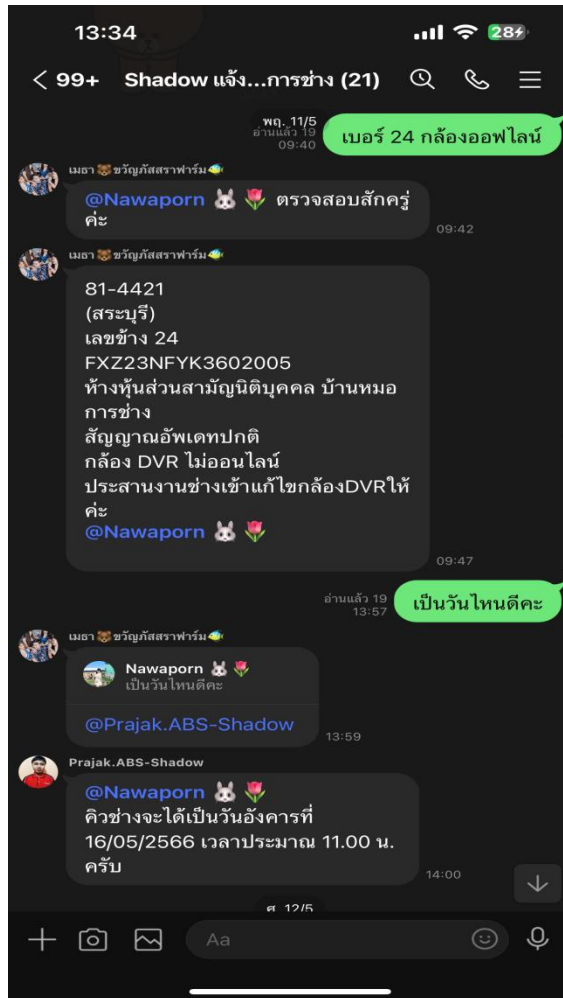 13:34
28
99+ Shadow แจ้ง...การช่าง (21)
พฤ. 11/5
อ่านแล้ว 19
09:40
เบอร์ 24 กล้องออฟไลน์
เมธา🐻ขวัญภัสสราฟาร์ม🐠
@Nawaporn 🐰 🌷 ตรวจสอบสักครู่
ค่ะ
09:42
เมธา🐻ขวัญภัสสราฟาร์ม🐠
81-4421
(สระบุรี)
เลขข้าง 24
FXZ23NFYK3602005
ห้างหุ้นส่วนสามัญนิติบุคคล บ้านหมอ
การช่าง
สัญญาณอัพเดทปกติ
กล้อง DVR ไม่ออนไลน์
ประสานงานช่างเข้าแก้ไขกล้องDVRให้
ค่ะ
@Nawaporn 🐰 🌷
09:47
อ่านแล้ว 19
13:57
เป็นวันไหนดีคะ
เมธา🐻ขวัญภัสสราฟาร์ม🐠
Nawaporn 🐰 🌷
เป็นวันไหนดีคะ
@Prajak.ABS-Shadow
13:59
Prajak.ABS-Shadow
@Nawaporn 🐰 🌷
คิวช่างจะได้เป็นวันอังคารที่
16/05/2566 เวลาประมาณ 11.00 น.
ครับ
14:00
ศ. 12/5
Aa